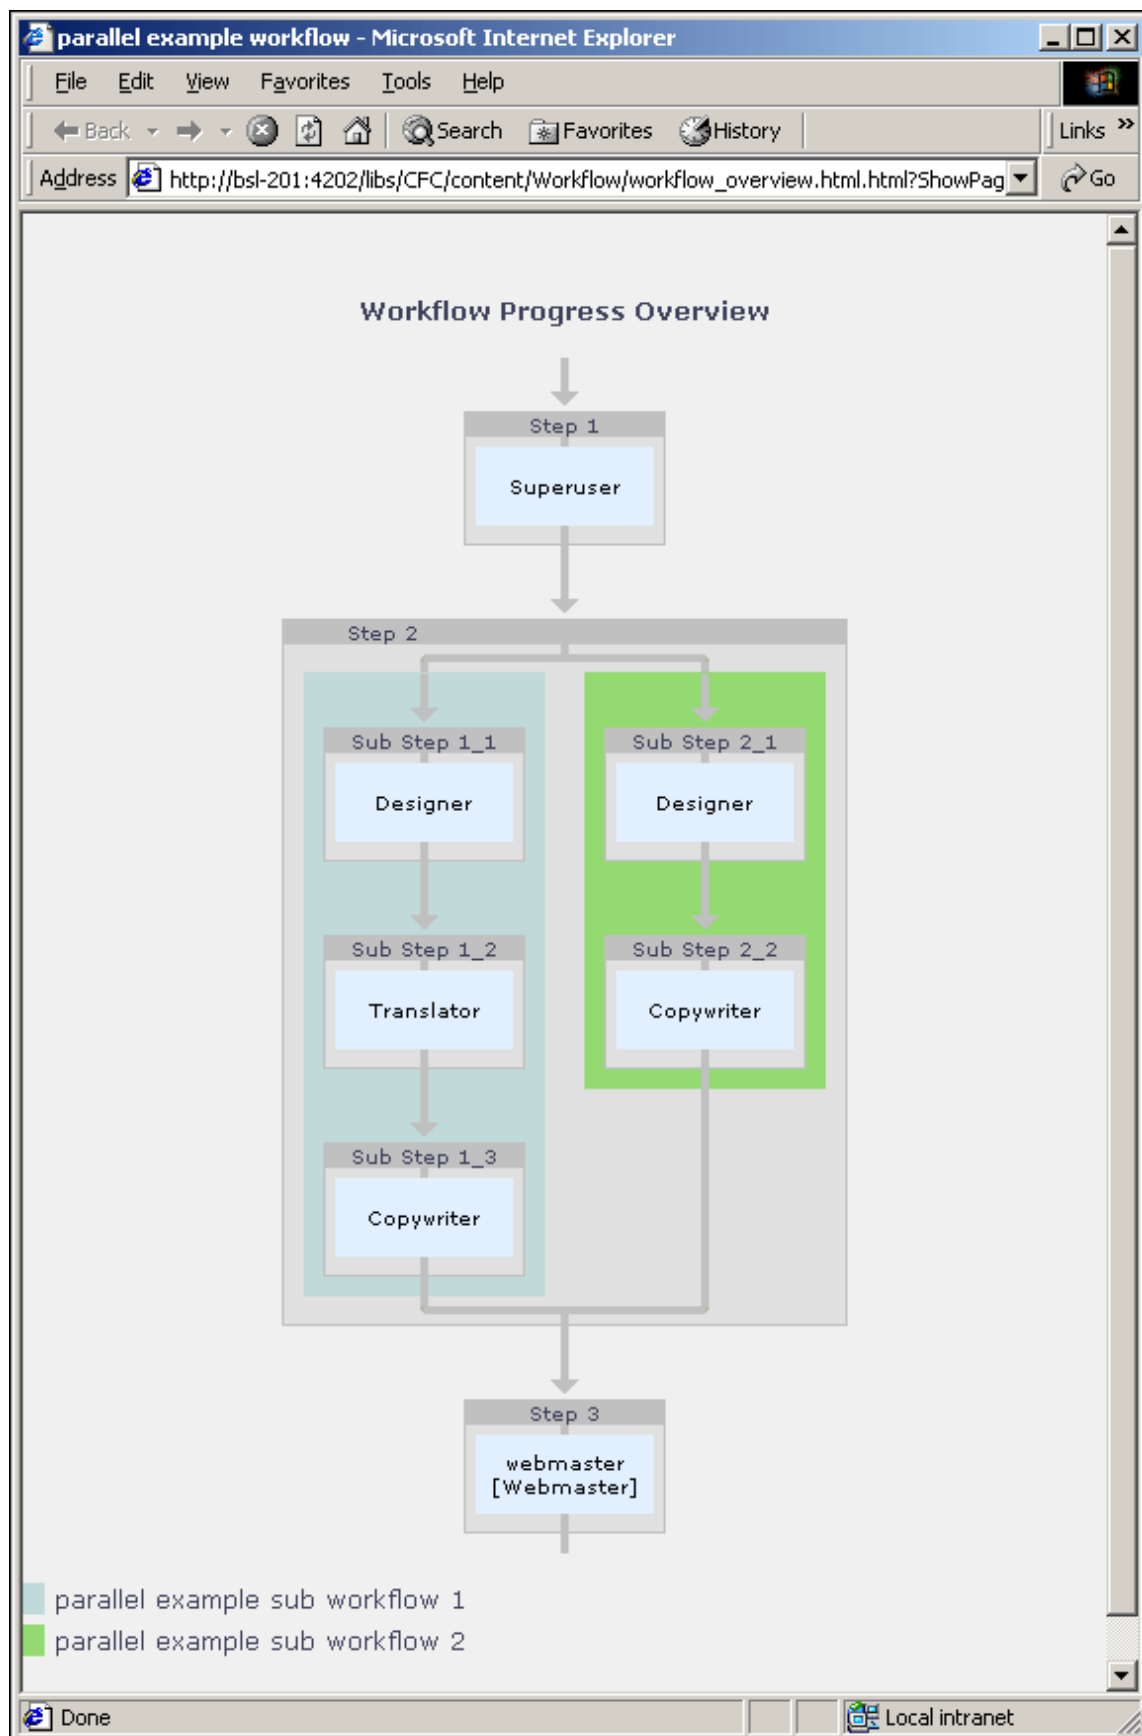 parallel example workflow - Microsoft Internet Explorer
File Edit View Favorites Tools Help
Back Search Favorites History Links »
Address http://bsl-201:4202/libs/CFC/content/Workflow/workflow_overview.html.html?ShowPag Go
Workflow Progress Overview
Step 1
Superuser
Step 2
Sub Step 1_1 Sub Step 2_1
Designer Designer
Sub Step 1_2 Sub Step 2_2
Translator Copywriter
Sub Step 1_3
Copywriter
Step 3
webmaster
[Webmaster]
parallel example sub workflow 1
parallel example sub workflow 2
Done Local intranet